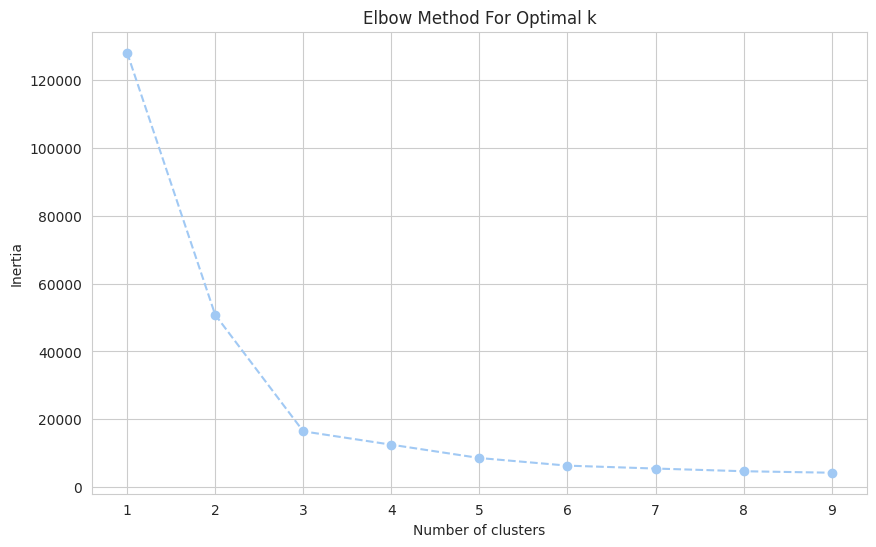 Elbow Method For Optimal k
120000
100000
80000
60000
40000
20000
0
Inertia
1 2 3 4 5 6 7 8 9
Number of clusters